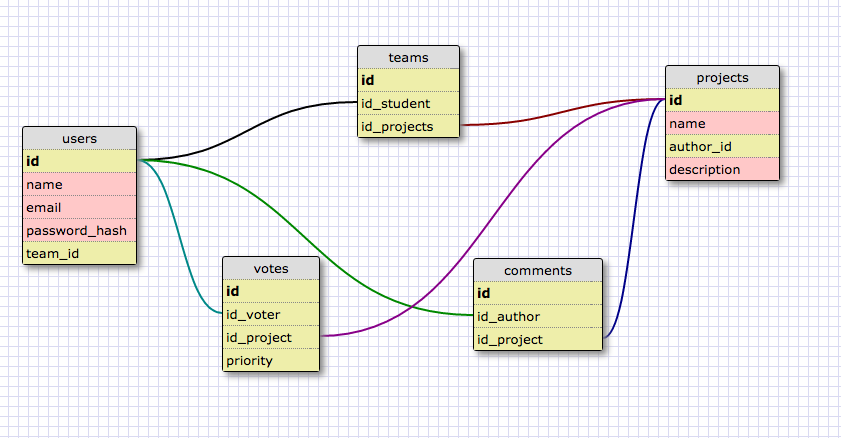 teams
id
id_student
id_projects
projects
id
name
author_id
description
users
id
name
email
password_hash
team_id
votes
id
id_voter
id_project
priority
comments
id
id_author
id_project